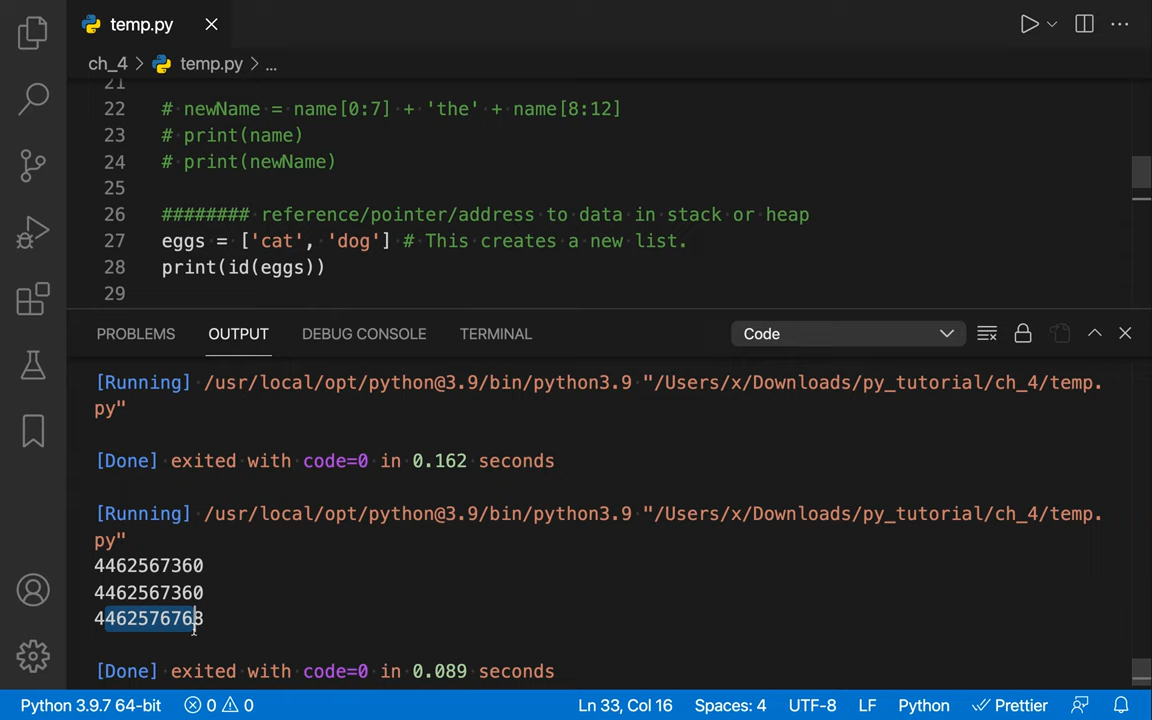 temp.py
ch_4 > temp.py > ...
21
22 # newName = name[0:7] + 'the' + name[8:12]
23 # print(name)
24 # print(newName)
25
26 ######## reference/pointer/address to data in stack or heap
27 eggs = ['cat', 'dog'] # This creates a new list.
28 print(id(eggs))
29
PROBLEMS OUTPUT DEBUG CONSOLE TERMINAL Code
[Running] /usr/local/opt/python@3.9/bin/python3.9 "/Users/x/Downloads/py_tutorial/ch_4/temp.
py"
[Done] exited with code=0 in 0.162 seconds
[Running] /usr/local/opt/python@3.9/bin/python3.9 "/Users/x/Downloads/py_tutorial/ch_4/temp.
py"
4462567360
4462567360
4462576768
[Done] exited with code=0 in 0.089 seconds
Python 3.9.7 64-bit 0 0 Ln 33, Col 16 Spaces: 4 UTF-8 LF Python Prettier